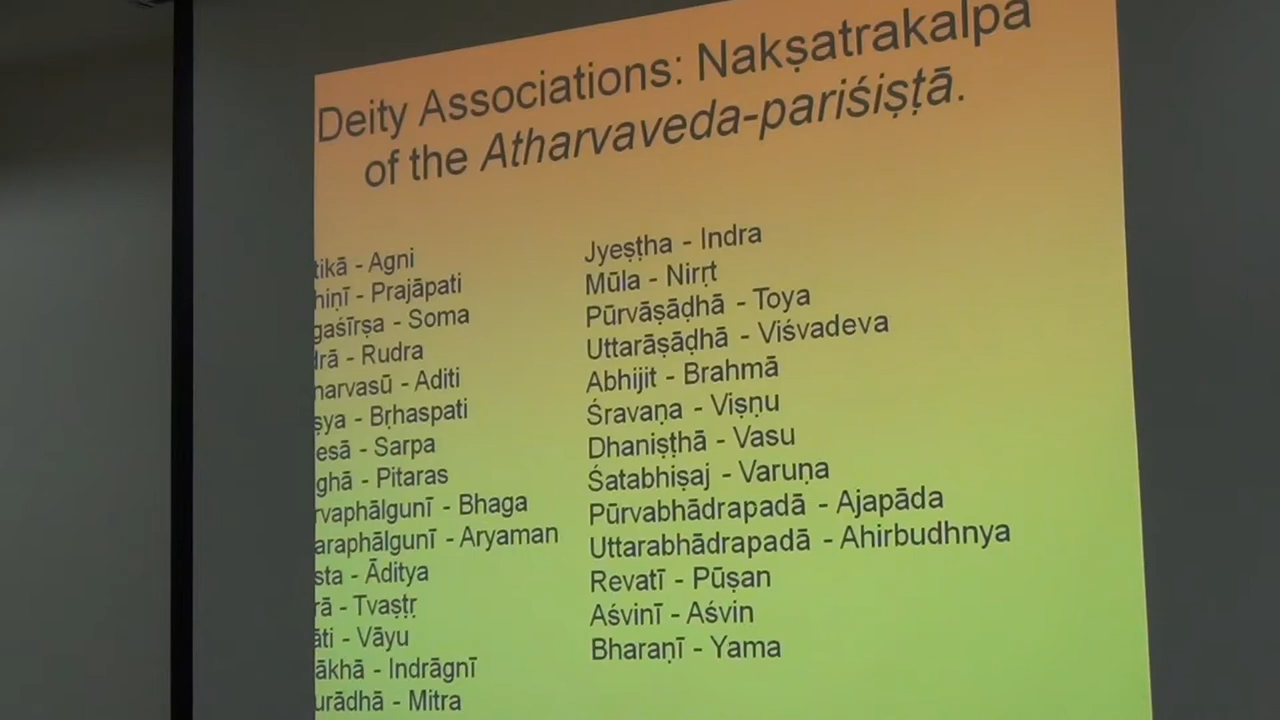 Deity Associations: Nakṣatrakalpa
of the Atharvaveda-pariśiṣṭā.
tikā - Agni
hiṇī - Prajāpati
gaśīrṣa - Soma
drā - Rudra
narvasū - Aditi
ṣya - Bṛhaspati
esā - Sarpa
ghā - Pitaras
rvaphālgunī - Bhaga
araphālgunī - Aryaman
sta - Āditya
rā - Tvaṣṭṛ
āti - Vāyu
ākhā - Indrāgnī
urādhā - Mitra
Jyeṣṭha - Indra
Mūla - Nirṛt
Pūrvāṣāḍhā - Toya
Uttarāṣāḍhā - Viśvadeva
Abhijit - Brahmā
Śravaṇa - Viṣṇu
Dhaniṣṭhā - Vasu
Śatabhiṣaj - Varuṇa
Pūrvabhādrapadā - Ajapāda
Uttarabhādrapadā - Ahirbudhnya
Revatī - Pūṣan
Aśvinī - Aśvin
Bharaṇī - Yama